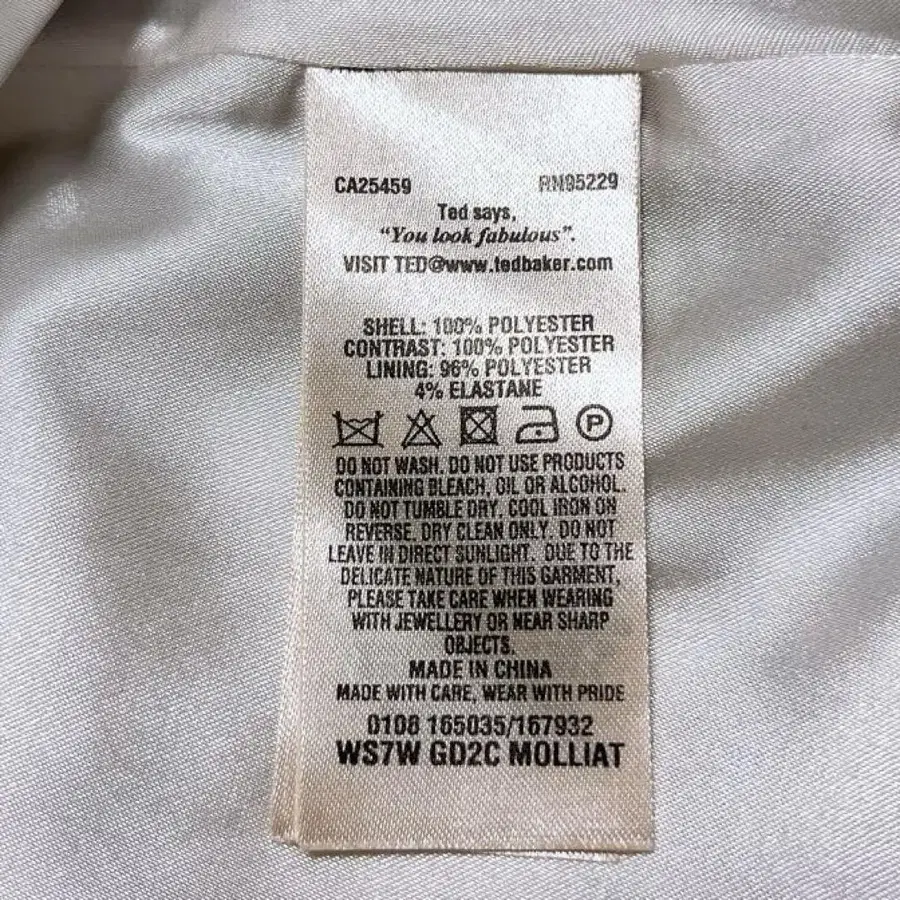 CA25459 RN95229
Ted says,
“You look fabulous”.
VISIT TED@www.tedbaker.com
SHELL: 100% POLYESTER
CONTRAST: 100% POLYESTER
LINING: 96% POLYESTER
4% ELASTANE
P
DO NOT WASH. DO NOT USE PRODUCTS
CONTAINING BLEACH, OIL OR ALCOHOL.
DO NOT TUMBLE DRY. COOL IRON ON
REVERSE. DRY CLEAN ONLY. DO NOT
LEAVE IN DIRECT SUNLIGHT. DUE TO THE
DELICATE NATURE OF THIS GARMENT,
PLEASE TAKE CARE WHEN WEARING
WITH JEWELLERY OR NEAR SHARP
OBJECTS.
MADE IN CHINA
MADE WITH CARE, WEAR WITH PRIDE
0108 165035/167932
WS7W GD2C MOLLIAT